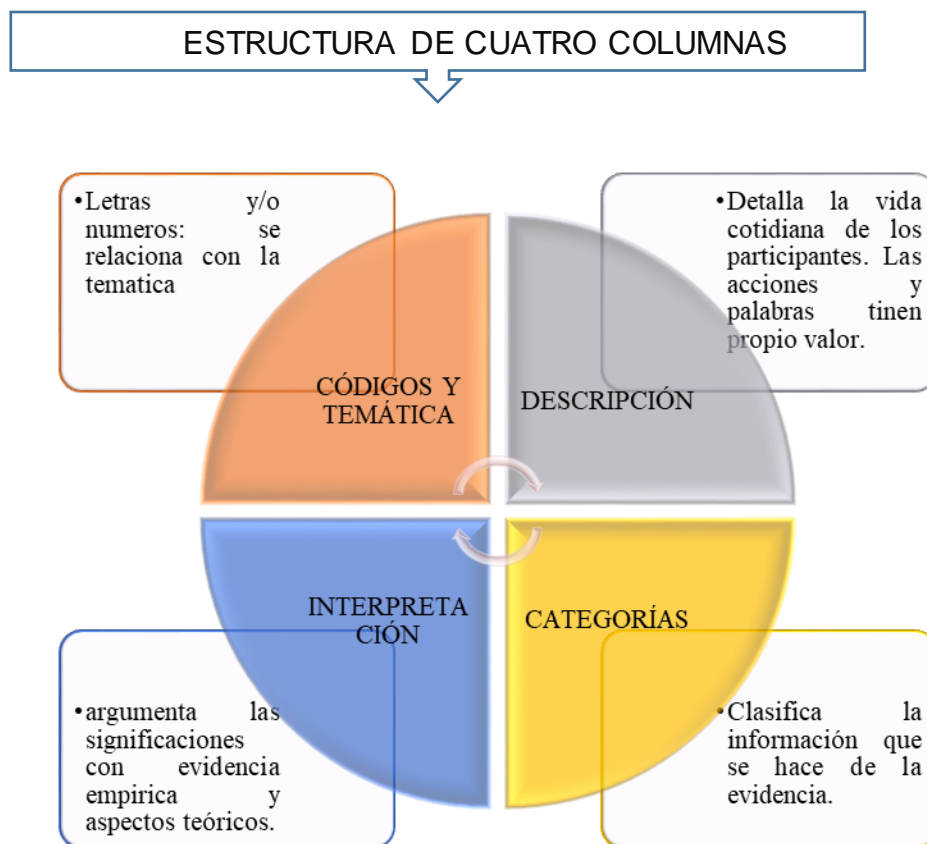 ESTRUCTURA DE CUATRO COLUMNAS
•Letras y/o
numeros: se
relaciona con la
tematica
•Detalla la vida
cotidiana de los
participantes. Las
acciones y
palabras tinen
propio valor.
CÓDIGOS Y
TEMÁTICA
DESCRIPCIÓN
INTERPRETA
CIÓN
CATEGORÍAS
•argumenta las
significaciones
con evidencia
empirica y
aspectos teóricos.
•Clasifica la
información que
se hace de la
evidencia.